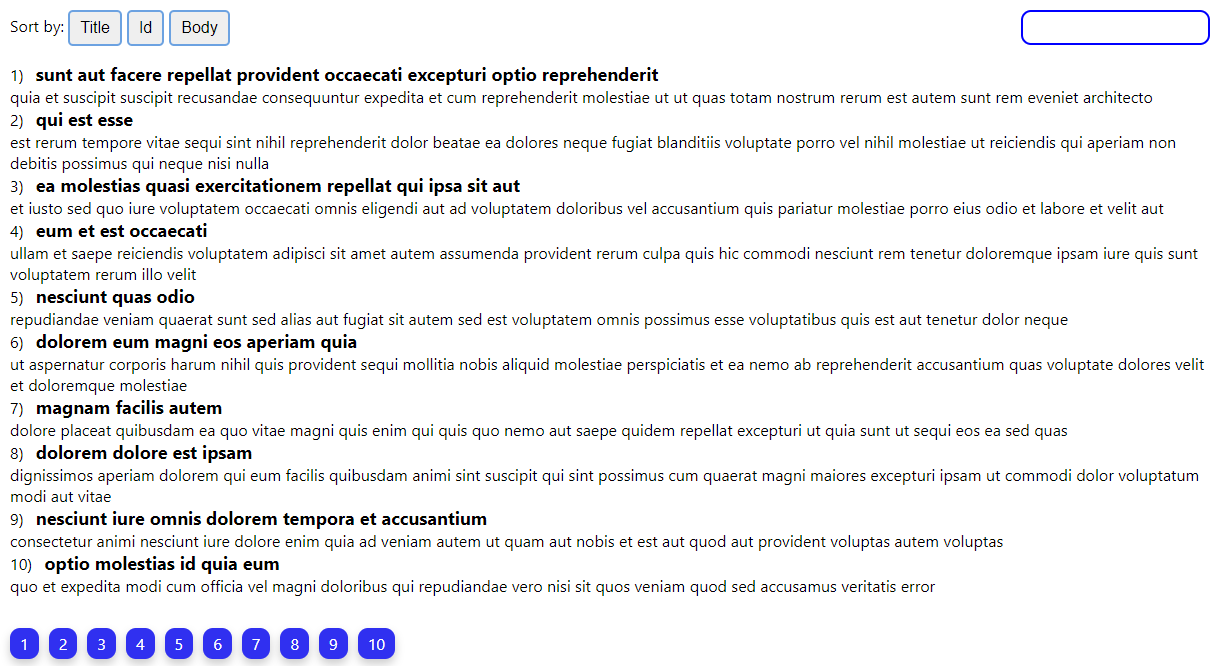 Sort by: Title Id Body
1) sunt aut facere repellat provident occaecati excepturi optio reprehenderit
quia et suscipit suscipit recusandae consequuntur expedita et cum reprehenderit molestiae ut ut quas totam nostrum rerum est autem sunt rem eveniet architecto
2) qui est esse
est rerum tempore vitae sequi sint nihil reprehenderit dolor beatae ea dolores neque fugiat blanditiis voluptate porro vel nihil molestiae ut reiciendis qui aperiam non
debitis possimus qui neque nisi nulla
3) ea molestias quasi exercitationem repellat qui ipsa sit aut
et iusto sed quo iure voluptatem occaecati omnis eligendi aut ad voluptatem doloribus vel accusantium quis pariatur molestiae porro eius odio et labore et velit aut
4) eum et est occaecati
ullam et saepe reiciendis voluptatem adipisci sit amet autem assumenda provident rerum culpa quis hic commodi nesciunt rem tenetur doloremque ipsam iure quis sunt
voluptatem rerum illo velit
5) nesciunt quas odio
repudiandae veniam quaerat sunt sed alias aut fugiat sit autem sed est voluptatem omnis possimus esse voluptatibus quis est aut tenetur dolor neque
6) dolorem eum magni eos aperiam quia
ut aspernatur corporis harum nihil quis provident sequi mollitia nobis aliquid molestiae perspiciatis et ea nemo ab reprehenderit accusantium quas voluptate dolores velit
et doloremque molestiae
7) magnam facilis autem
dolore placeat quibusdam ea quo vitae magni quis enim qui quis quo nemo aut saepe quidem repellat excepturi ut quia sunt ut sequi eos ea sed quas
8) dolorem dolore est ipsam
dignissimos aperiam dolorem qui eum facilis quibusdam animi sint suscipit qui sint possimus cum quaerat magni maiores excepturi ipsam ut commodi dolor voluptatum
modi aut vitae
9) nesciunt iure omnis dolorem tempora et accusantium
consectetur animi nesciunt iure dolore enim quia ad veniam autem ut quam aut nobis et est aut quod aut provident voluptas autem voluptas
10) optio molestias id quia eum
quo et expedita modi cum officia vel magni doloribus qui repudiandae vero nisi sit quos veniam quod sed accusamus veritatis error
1 2 3 4 5 6 7 8 9 10